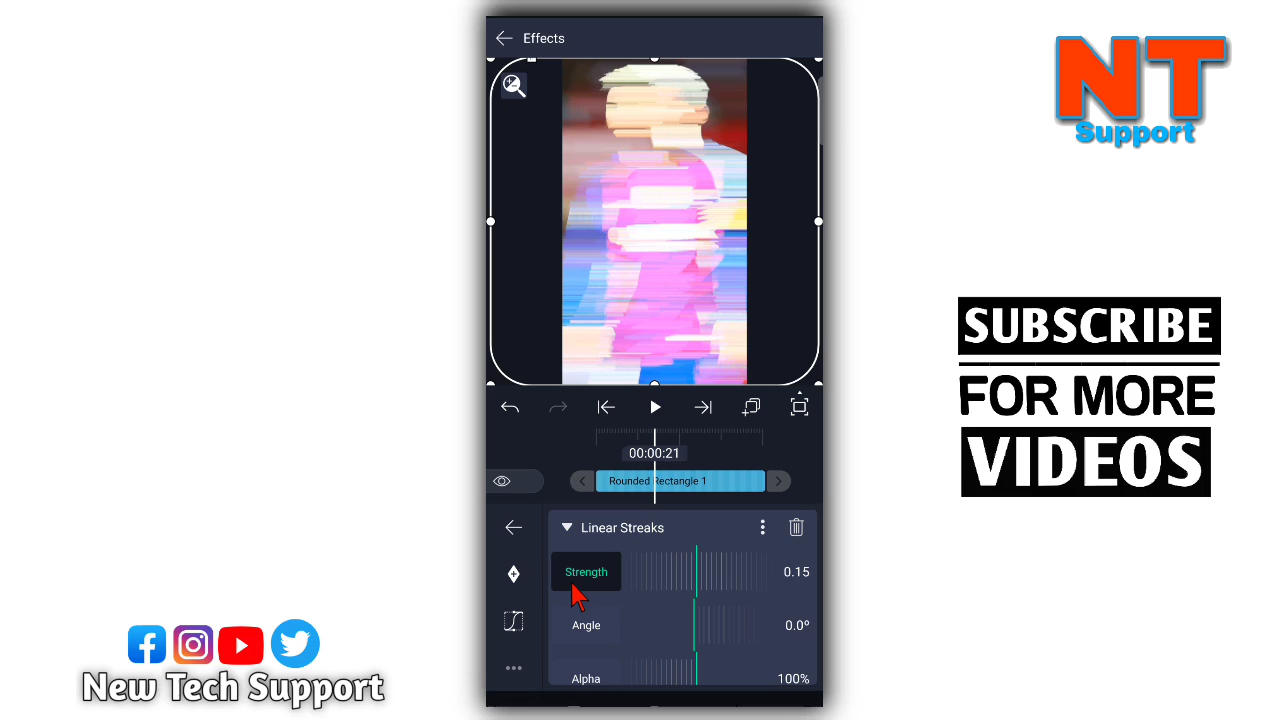 Effects
NT
Support
SUBSCRIBE
FOR MORE
VIDEOS
00:00:21
Rounded Rectangle 1
Linear Streaks
Strength
0.15
Angle
0.0º
Alpha
100%
New Tech Support